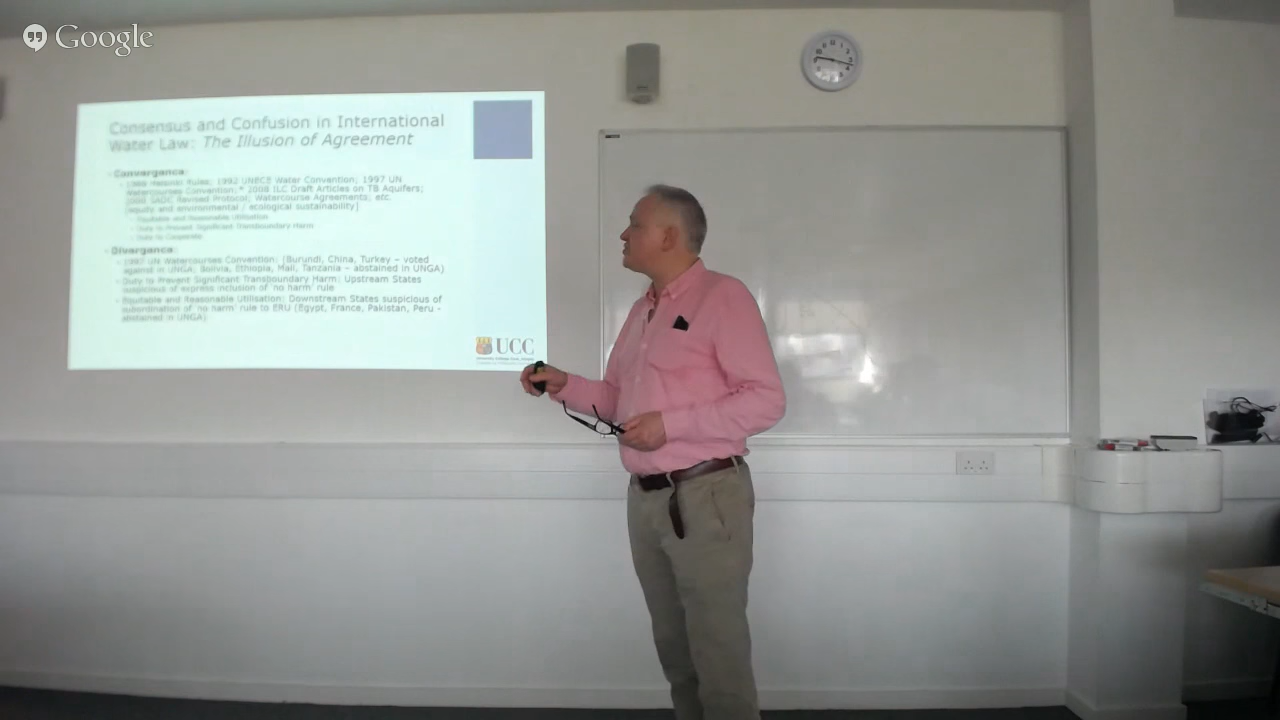 Google
Consensus and Confusion in International
Water Law: The Illusion of Agreement
Convergence:
Helsinki Rules; 1992 UNECE Water Convention; 1997 UN
Watercourses Convention;* 2008 ILC Draft Articles on TB Aquifers;
SADC Revised Protocol; Watercourse Agreements; etc.
[equity and environmental / ecological sustainability]
Equitable and Reasonable Utilisation
Duty to Prevent Significant Transboundary Harm
Duty to Cooperate
Divergence:
1997 UN Watercourses Convention: (Burundi, China, Turkey – voted
against in UNGA; Bolivia, Ethiopia, Mali, Tanzania – abstained in UNGA)
Duty to Prevent Significant Transboundary Harm: Upstream States
suspicious of express inclusion of 'no harm' rule
Equitable and Reasonable Utilisation: Downstream States suspicious of
subordination of 'no harm' rule to ERU (Egypt, France, Pakistan, Peru -
abstained in UNGA)
UCC
University College Cork, Ireland